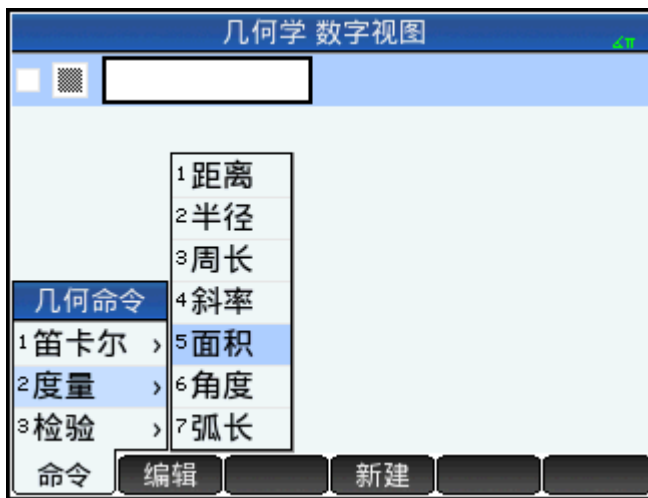 几何学 数字视图
∡π
1距离
2半径
3周长
4斜率
5面积
6角度
7弧长
几何命令
1笛卡尔 ›
2度量 ›
3检验 ›
命令 编辑 新建